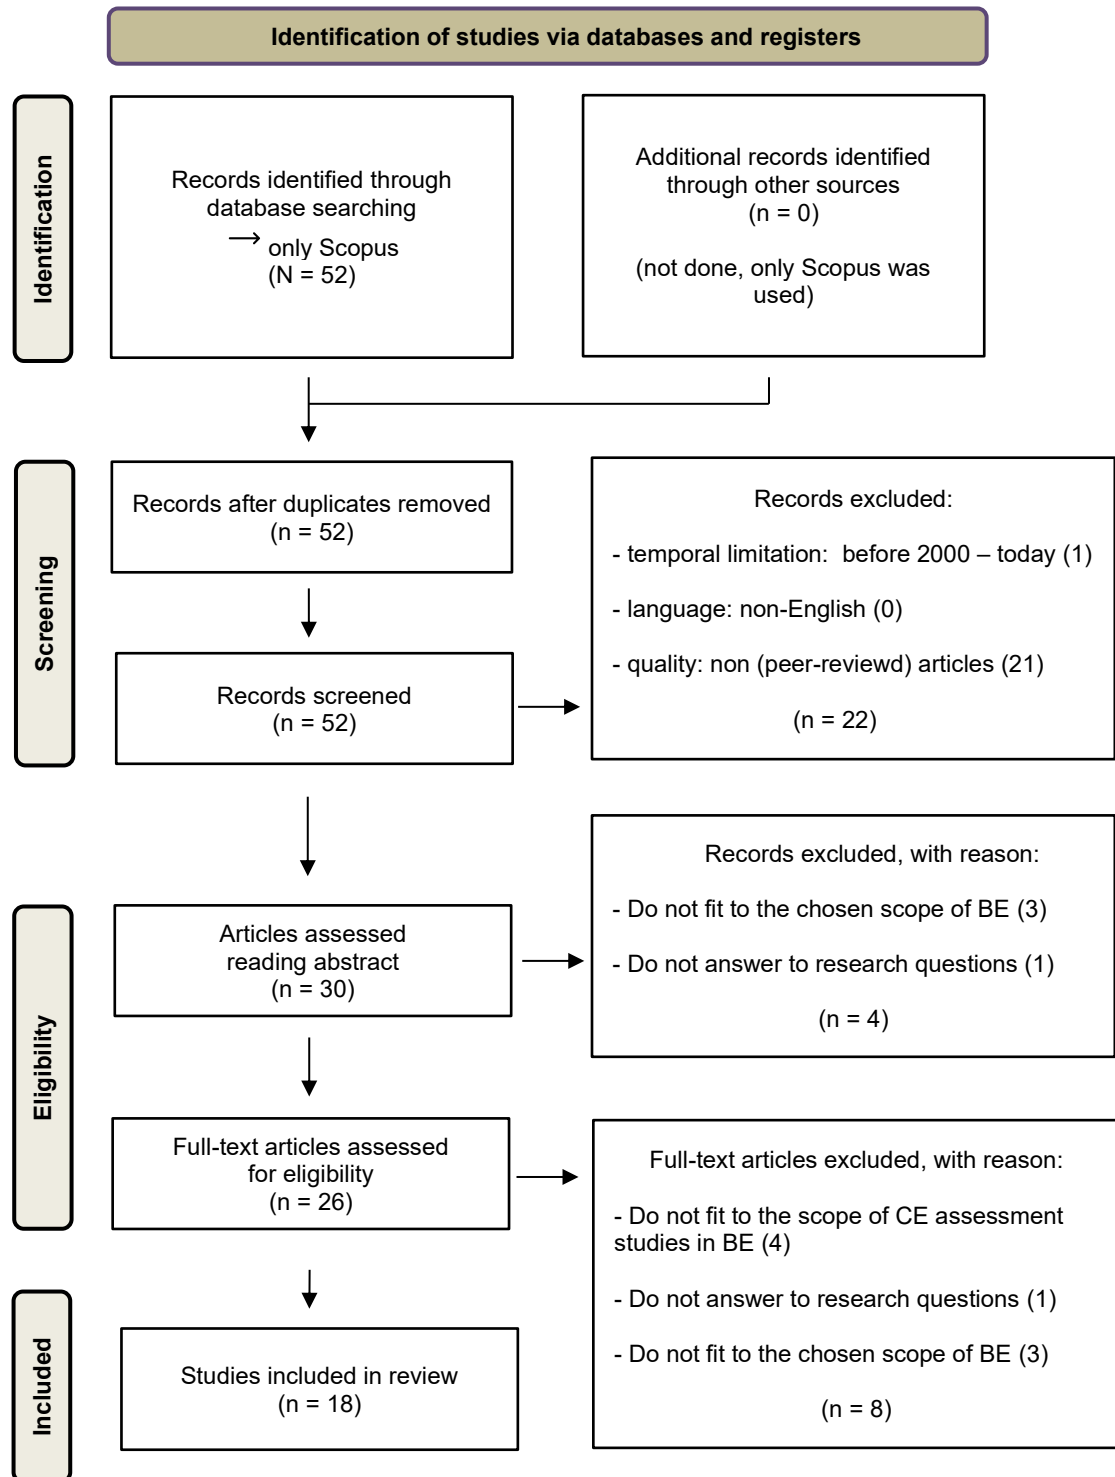 Identification of studies via databases and registers
Identification
Records identified through
database searching
→ only Scopus
(N = 52)
Additional records identified
through other sources
(n = 0)
(not done, only Scopus was
used)
Screening
Records after duplicates removed
(n = 52)
Records screened
(n = 52)
Records excluded:
- temporal limitation:  before 2000 – today (1)
- language: non-English (0)
- quality: non (peer-reviewd) articles (21)
(n = 22)
Eligibility
Articles assessed
reading abstract
(n = 30)
Records excluded, with reason:
- Do not fit to the chosen scope of BE (3)
- Do not answer to research questions (1)
(n = 4)
Full-text articles assessed
for eligibility
(n = 26)
Full-text articles excluded, with reason:
- Do not fit to the scope of CE assessment
studies in BE (4)
- Do not answer to research questions (1)
- Do not fit to the chosen scope of BE (3)
(n = 8)
Included
Studies included in review
(n = 18)